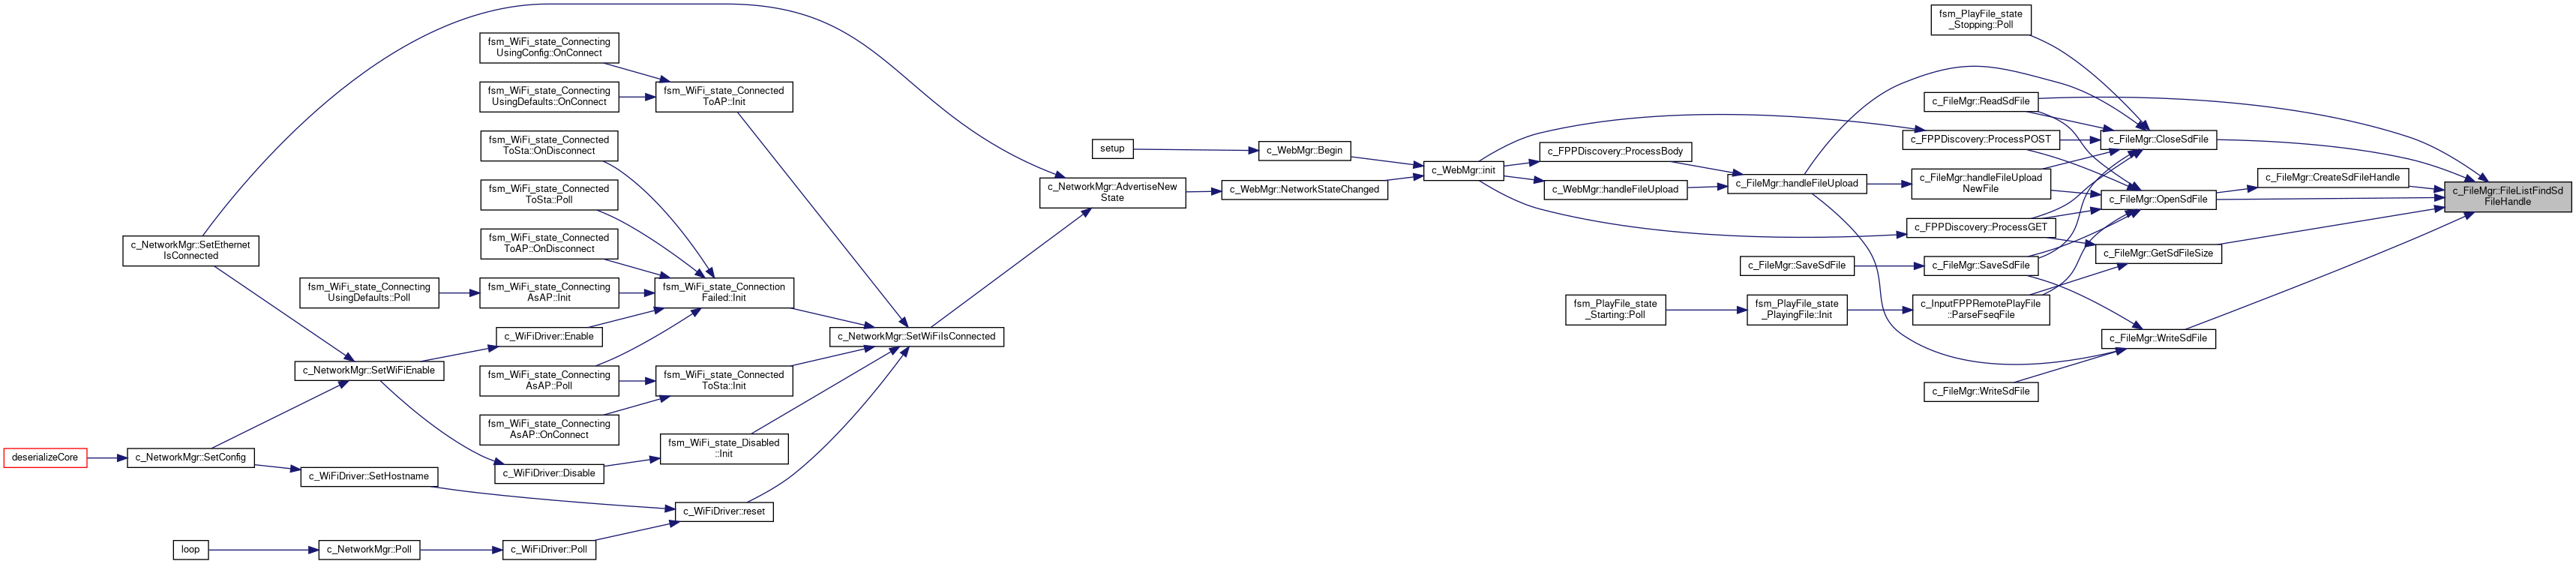 fsm_PlayFile_state
_Stopping::Poll
fsm_WiFi_state_Connecting
UsingConfig::OnConnect
fsm_WiFi_state_Connecting
UsingDefaults::OnConnect
fsm_WiFi_state_Connected
ToAP::Init
c_FileMgr::ReadSdFile
fsm_WiFi_state_Connected
ToSta::OnDisconnect
setup
c_WebMgr::Begin
c_FPPDiscovery::ProcessBody
c_FPPDiscovery::ProcessPOST
c_FileMgr::CloseSdFile
c_WebMgr::init
c_FileMgr::CreateSdFileHandle
fsm_WiFi_state_Connected
ToSta::Poll
c_NetworkMgr::AdvertiseNew
State
c_WebMgr::NetworkStateChanged
c_WebMgr::handleFileUpload
c_FileMgr::handleFileUpload
c_FileMgr::handleFileUpload
NewFile
c_FileMgr::OpenSdFile
c_FileMgr::FileListFindSd
FileHandle
c_FPPDiscovery::ProcessGET
fsm_WiFi_state_Connected
ToAP::OnDisconnect
c_NetworkMgr::SetEthernet
IsConnected
c_FileMgr::GetSdFileSize
c_FileMgr::SaveSdFile
c_FileMgr::SaveSdFile
fsm_WiFi_state_Connecting
UsingDefaults::Poll
fsm_WiFi_state_Connecting
AsAP::Init
fsm_WiFi_state_Connection
Failed::Init
fsm_PlayFile_state
_Starting::Poll
fsm_PlayFile_state
_PlayingFile::Init
c_InputFPPRemotePlayFile
::ParseFseqFile
c_WiFiDriver::Enable
c_NetworkMgr::SetWiFiIsConnected
c_FileMgr::WriteSdFile
c_NetworkMgr::SetWiFiEnable
fsm_WiFi_state_Connecting
AsAP::Poll
fsm_WiFi_state_Connected
ToSta::Init
c_FileMgr::WriteSdFile
fsm_WiFi_state_Connecting
AsAP::OnConnect
fsm_WiFi_state_Disabled
::Init
deserializeCore
c_NetworkMgr::SetConfig
c_WiFiDriver::SetHostname
c_WiFiDriver::Disable
c_WiFiDriver::reset
loop
c_NetworkMgr::Poll
c_WiFiDriver::Poll